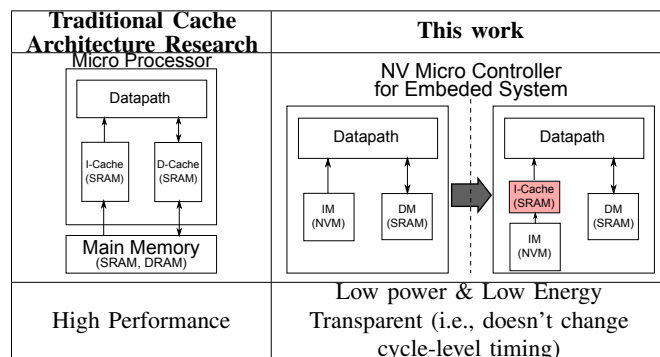 Traditional Cache
Architecture Research
This work
Micro Processor
Datapath
I-Cache
(SRAM)
D-Cache
(SRAM)
Main Memory
(SRAM, DRAM)
NV Micro Controller
for Embeded System
Datapath
IM
(NVM)
DM
(SRAM)
Datapath
I-Cache
(SRAM)
IM
(NVM)
DM
(SRAM)
High Performance
Low power & Low Energy
Transparent (i.e., doesn't change
cycle-level timing)